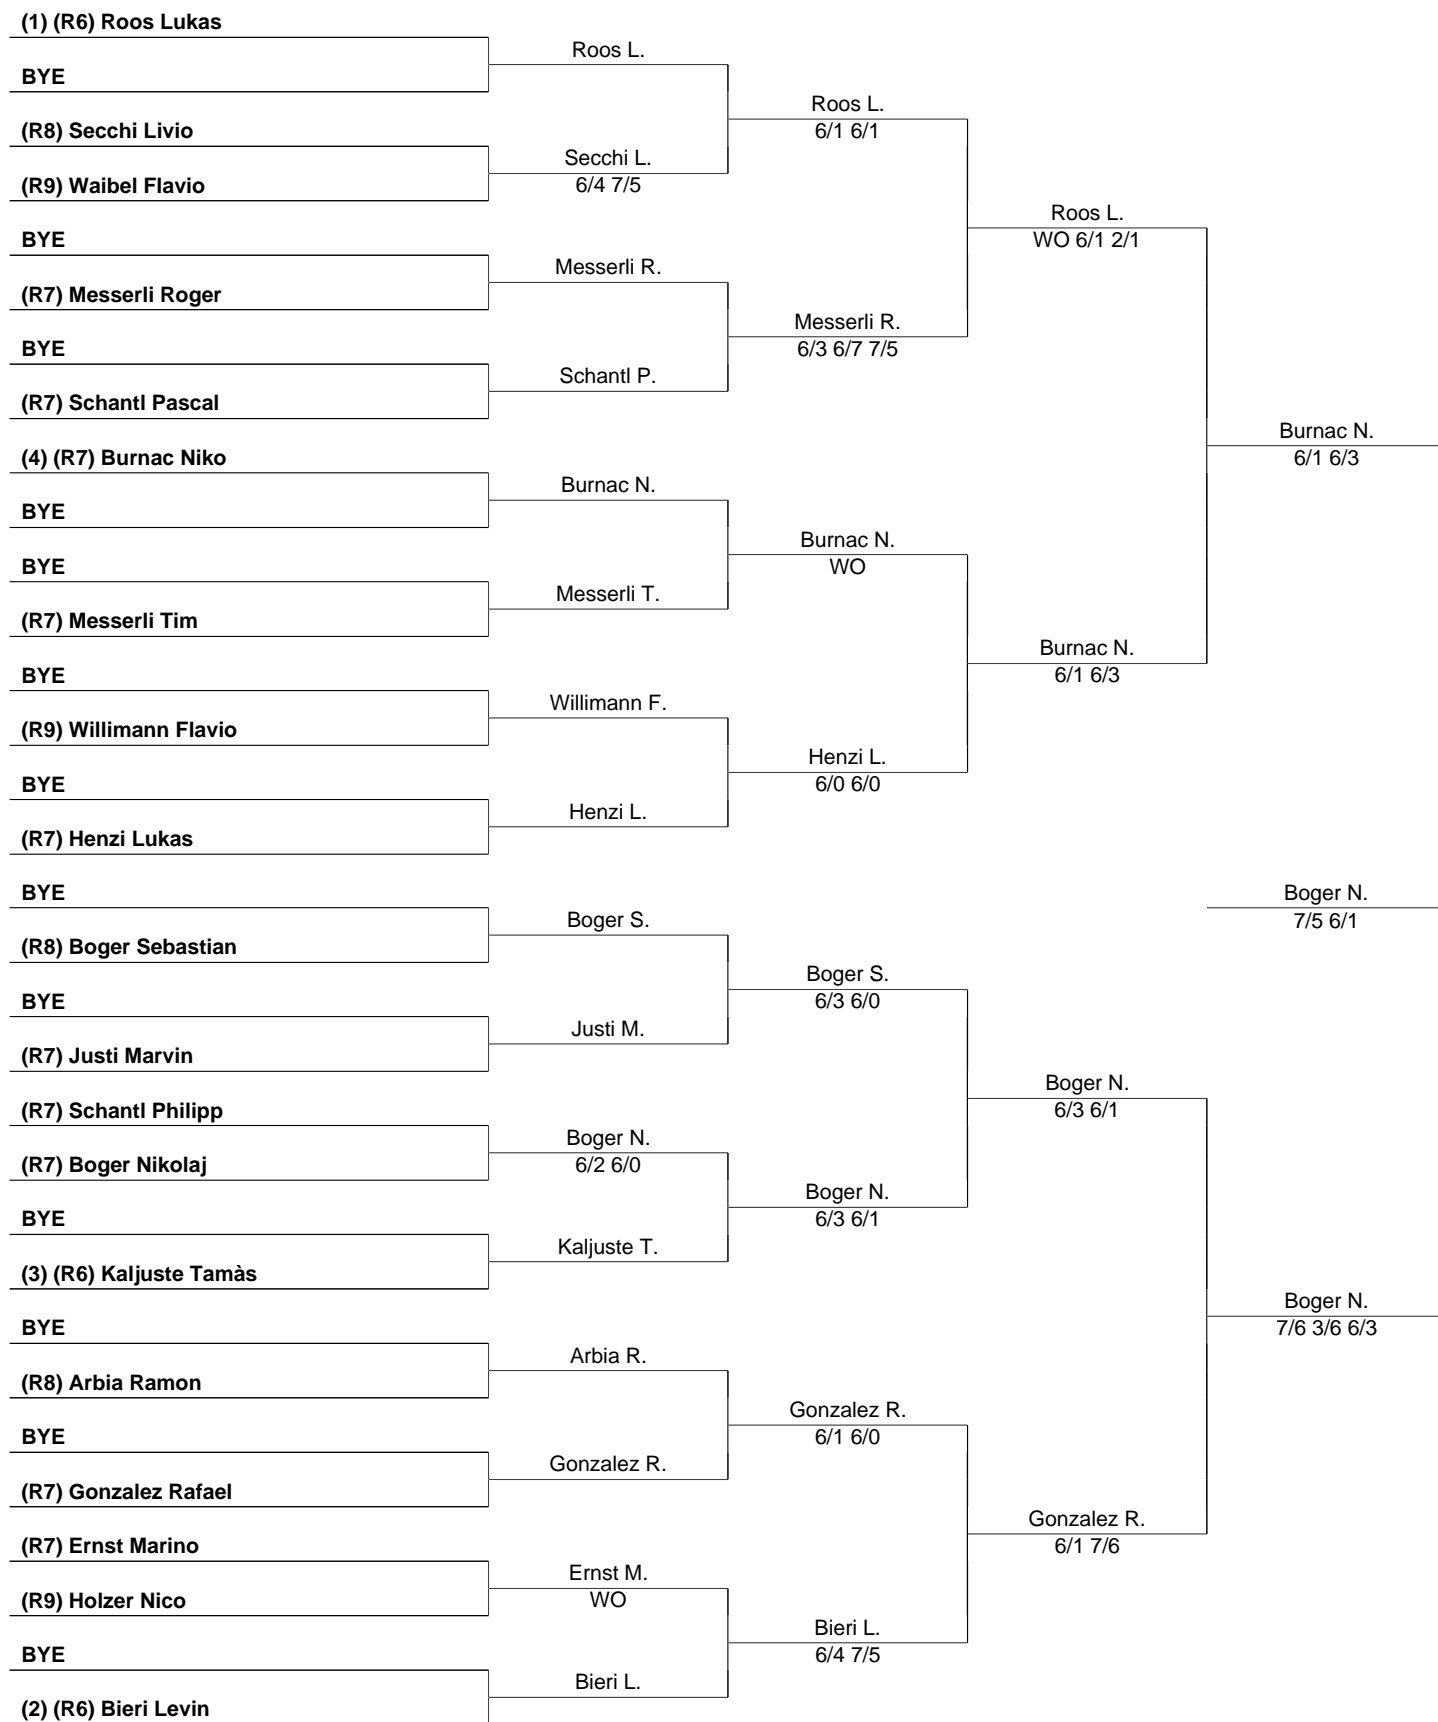 (1) (R6) Roos Lukas
BYE
(R8) Secchi Livio
(R9) Waibel Flavio
BYE
(R7) Messerli Roger
BYE
(R7) Schantl Pascal
(4) (R7) Burnac Niko
BYE
BYE
(R7) Messerli Tim
BYE
(R9) Willimann Flavio
BYE
(R7) Henzi Lukas
BYE
(R8) Boger Sebastian
BYE
(R7) Justi Marvin
(R7) Schantl Philipp
(R7) Boger Nikolaj
BYE
(3) (R6) Kaljuste Tamàs
BYE
(R8) Arbia Ramon
BYE
(R7) Gonzalez Rafael
(R7) Ernst Marino
(R9) Holzer Nico
BYE
(2) (R6) Bieri Levin
Roos L.
Secchi L.
6/4 7/5
Messerli R.
Schantl P.
Burnac N.
Messerli T.
Willimann F.
Henzi L.
Boger S.
Justi M.
Boger N.
6/2 6/0
Kaljuste T.
Arbia R.
Gonzalez R.
Ernst M.
WO
Bieri L.
Roos L.
6/1 6/1
Messerli R.
6/3 6/7 7/5
Burnac N.
WO
Henzi L.
6/0 6/0
Boger S.
6/3 6/0
Boger N.
6/3 6/1
Gonzalez R.
6/1 6/0
Bieri L.
6/4 7/5
Roos L.
WO 6/1 2/1
Burnac N.
6/1 6/3
Boger N.
6/3 6/1
Gonzalez R.
6/1 7/6
Burnac N.
6/1 6/3
Boger N.
7/5 6/1
Boger N.
7/6 3/6 6/3